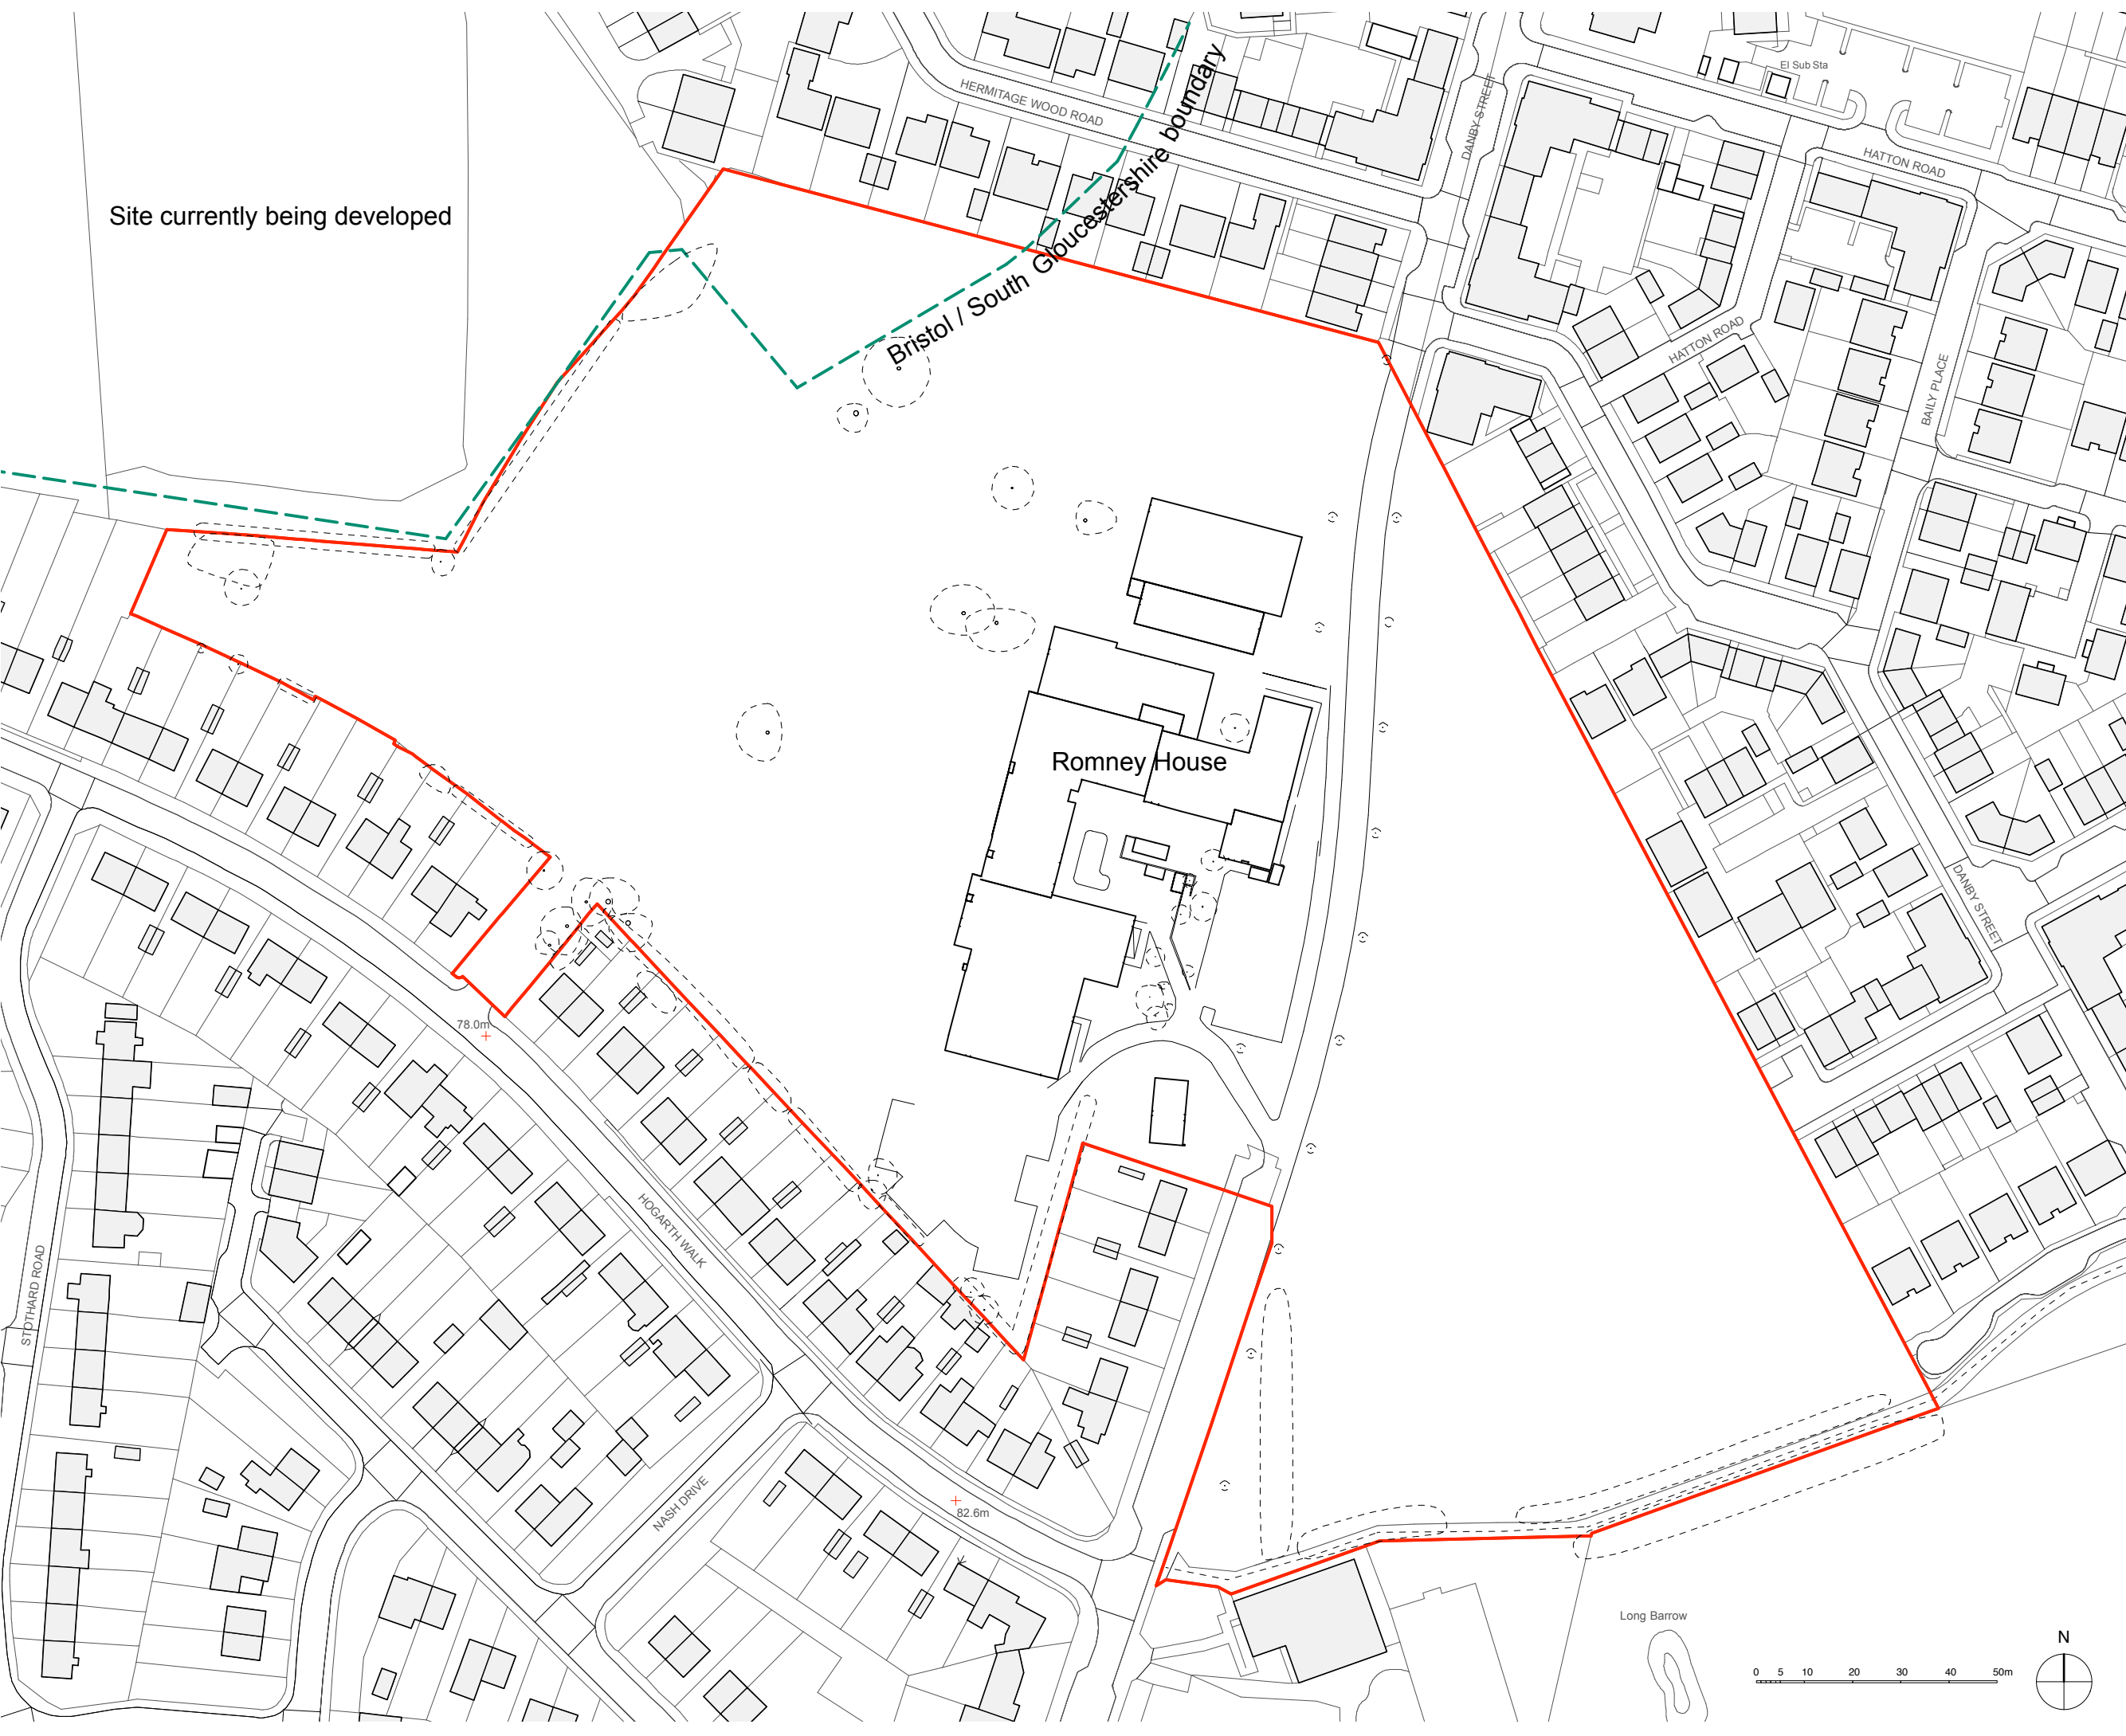 El Sub Sta
HERMITAGE WOOD ROAD
DANBY STREET
HATTON ROAD
Site currently being developed
Bristol / South Gloucestershire boundary
HATTON ROAD
BAILY PLACE
Romney House
DANBY STREET
78.0m
HOGARTH WALK
STOTHARD ROAD
NASH DRIVE
82.6m
Long Barrow
N
0 5 10 20 30 40 50m